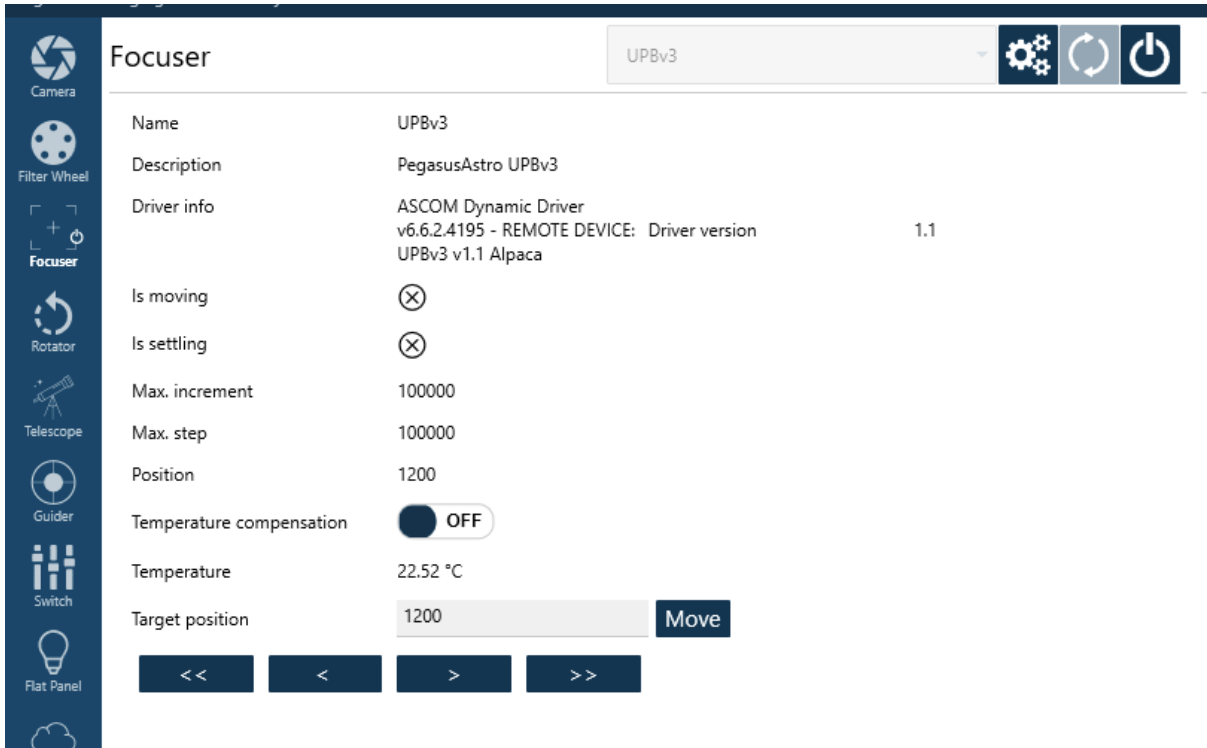 Focuser
UPBv3
Camera
Name UPBv3
Description PegasusAstro UPBv3
Filter Wheel
Driver info ASCOM Dynamic Driver
v6.6.2.4195 - REMOTE DEVICE: Driver version 1.1
UPBv3 v1.1 Alpaca
Focuser
Is moving
Is settling
Rotator
Max. increment 100000
Max. step 100000
Telescope
Position 1200
Guider
Temperature compensation OFF
Temperature 22.52 °C
Switch
Target position 1200 Move
<< < > >>
Flat Panel